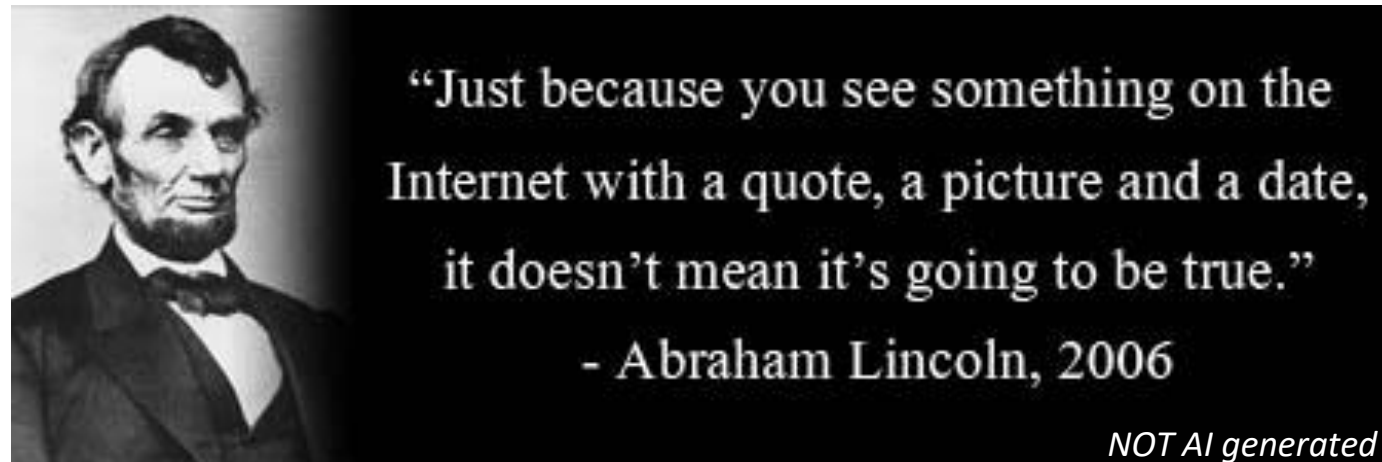 “Just because you see something on the
Internet with a quote, a picture and a date,
it doesn’t mean it’s going to be true.”
- Abraham Lincoln, 2006
NOT AI generated